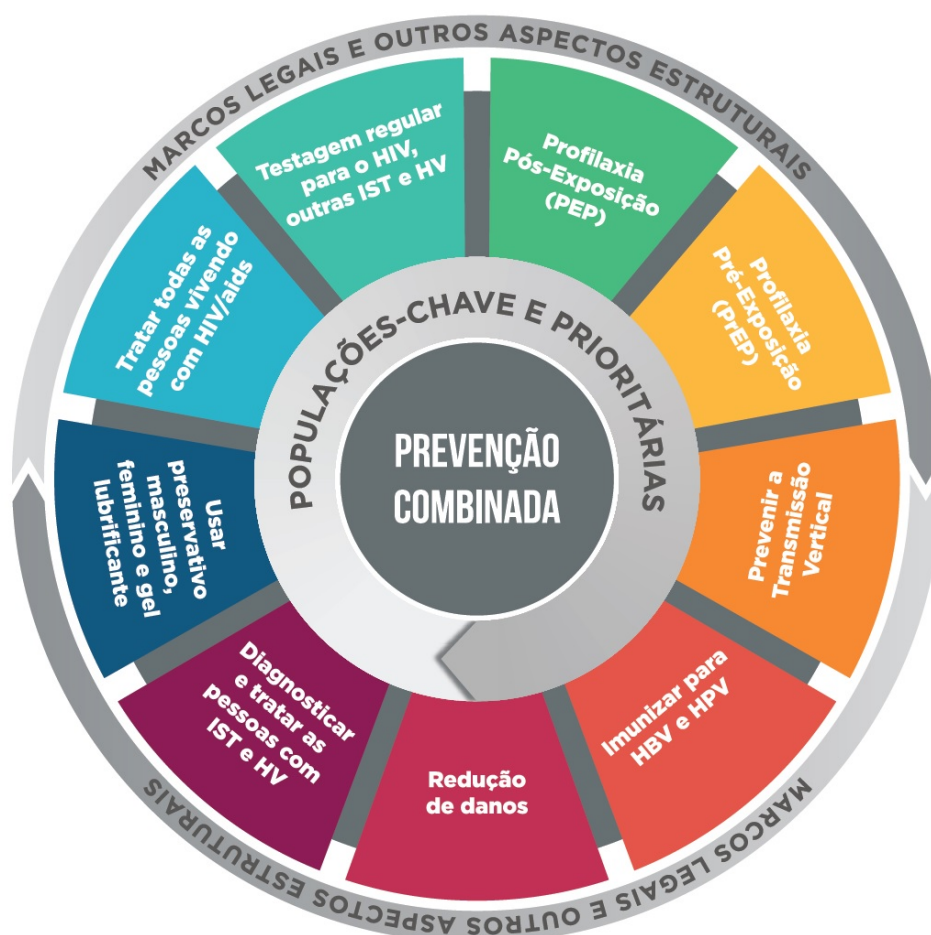 MARCOS LEGAIS E OUTROS ASPECTOS ESTRUTURAIS
Testagem regular
para o HIV,
outras IST e HV
Profilaxia
Pós-Exposição
(PEP)
Profilaxia
Pré-Exposição
(PrEP)
Prevenir a
Transmissão
Vertical
Imunizar para
HBV e HPV
Redução
de danos
Diagnosticar
e tratar as
pessoas com
IST e HV
Usar
preservativo
masculino,
feminino e gel
lubrificante
Tratar todas as
pessoas vivendo
com HIV/aids
POPULAÇÕES-CHAVE E PRIORITÁRIAS
PREVENÇÃO
COMBINADA
MARCOS LEGAIS E OUTROS ASPECTOS ESTRUTURAIS